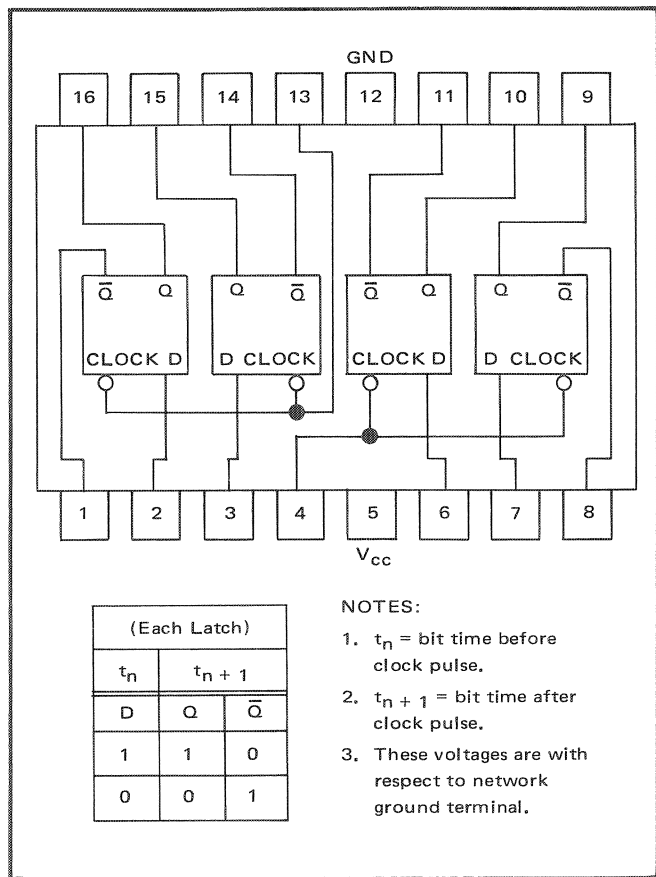 GND
16 15 14 13 12 11 10 9
Q̅ Q Q Q̅ Q̅ Q Q Q̅
CLOCK D D CLOCK CLOCK D D CLOCK
1 2 3 4 5 6 7 8
Vcc
(Each Latch)
tn tn + 1
D Q Q̅
1 1 0
0 0 1
NOTES:
1. tn = bit time before
clock pulse.
2. tn + 1 = bit time after
clock pulse.
3. These voltages are with
respect to network
ground terminal.